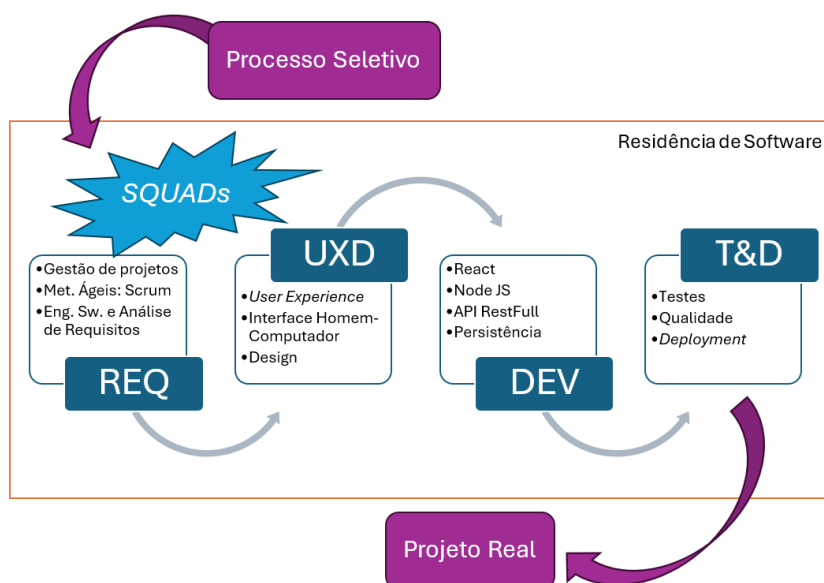 Processo Seletivo
Residência de Software
SQUADs
•Gestão de projetos
•Met. Ágeis: Scrum
•Eng. Sw. e Análise
de Requisitos
REQ
UXD
•User Experience
•Interface Homem-
Computador
•Design
•React
•Node JS
•API RestFull
•Persistência
DEV
T&D
•Testes
•Qualidade
•Deployment
Projeto Real